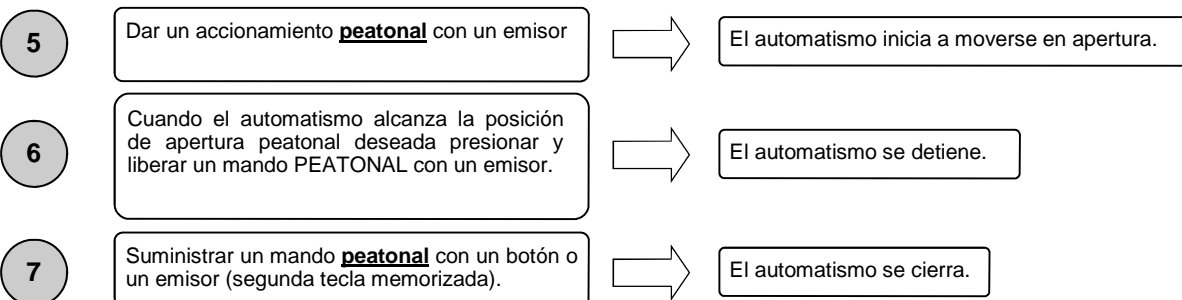 5
Dar un accionamiento peatonal con un emisor
El automatismo inicia a moverse en apertura.
6
Cuando el automatismo alcanza la posición
de apertura peatonal deseada presionar y
liberar un mando PEATONAL con un emisor.
El automatismo se detiene.
7
Suministrar un mando peatonal con un botón o
un emisor (segunda tecla memorizada).
El automatismo se cierra.